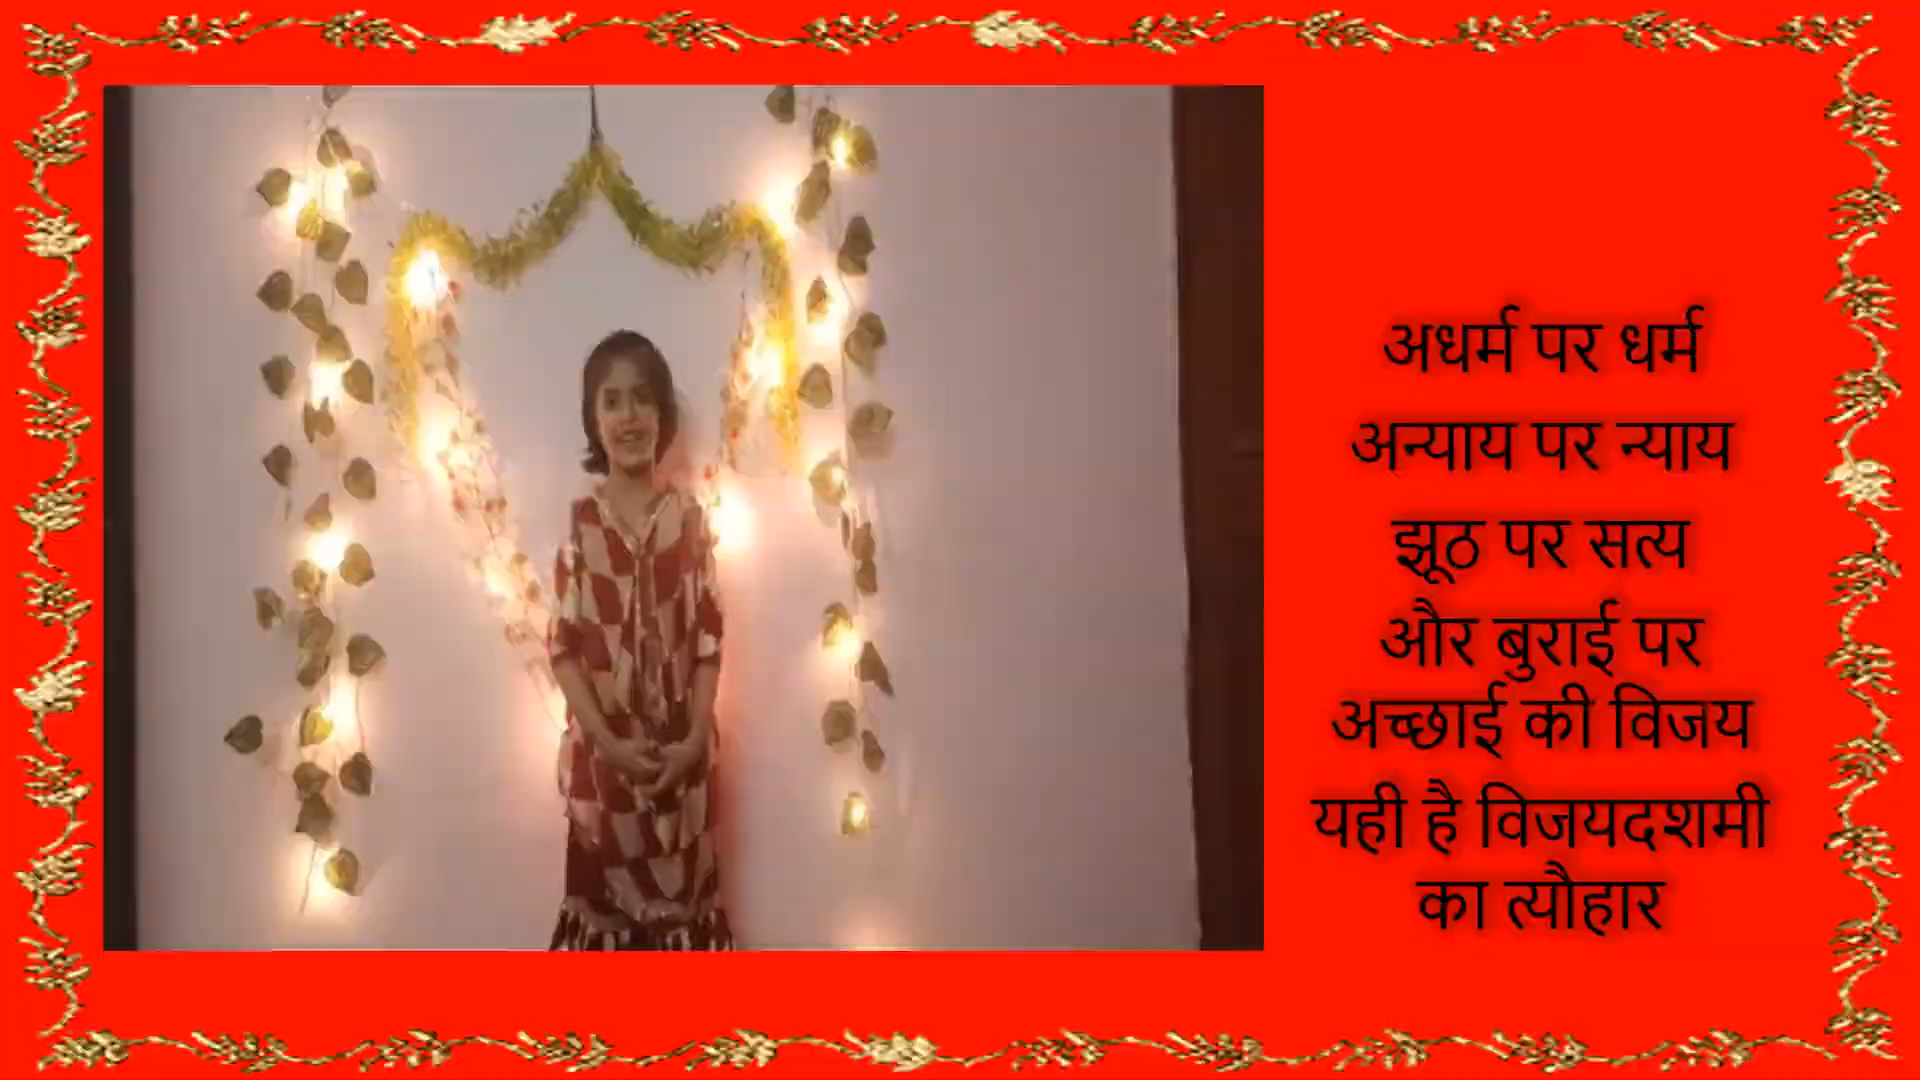 अधर्म पर धर्म
अन्याय पर न्याय
झूठ पर सत्य
और बुराई पर
अच्छाई की विजय
यही है विजयदशमी
का त्यौहार